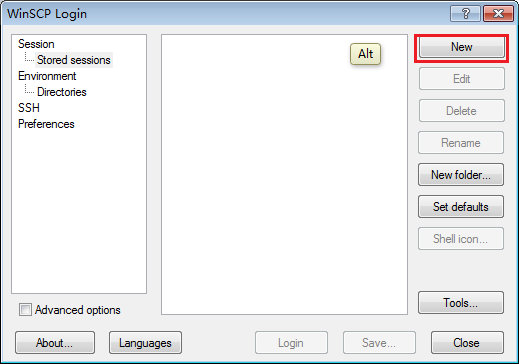 WinSCP Login
?
Session
Stored sessions
Environment
Directories
SSH
Preferences
Alt
New
Edit
Delete
Rename
New folder...
Set defaults
Shell icon...
Tools...
Advanced options
About...
Languages
Login
Save...
Close